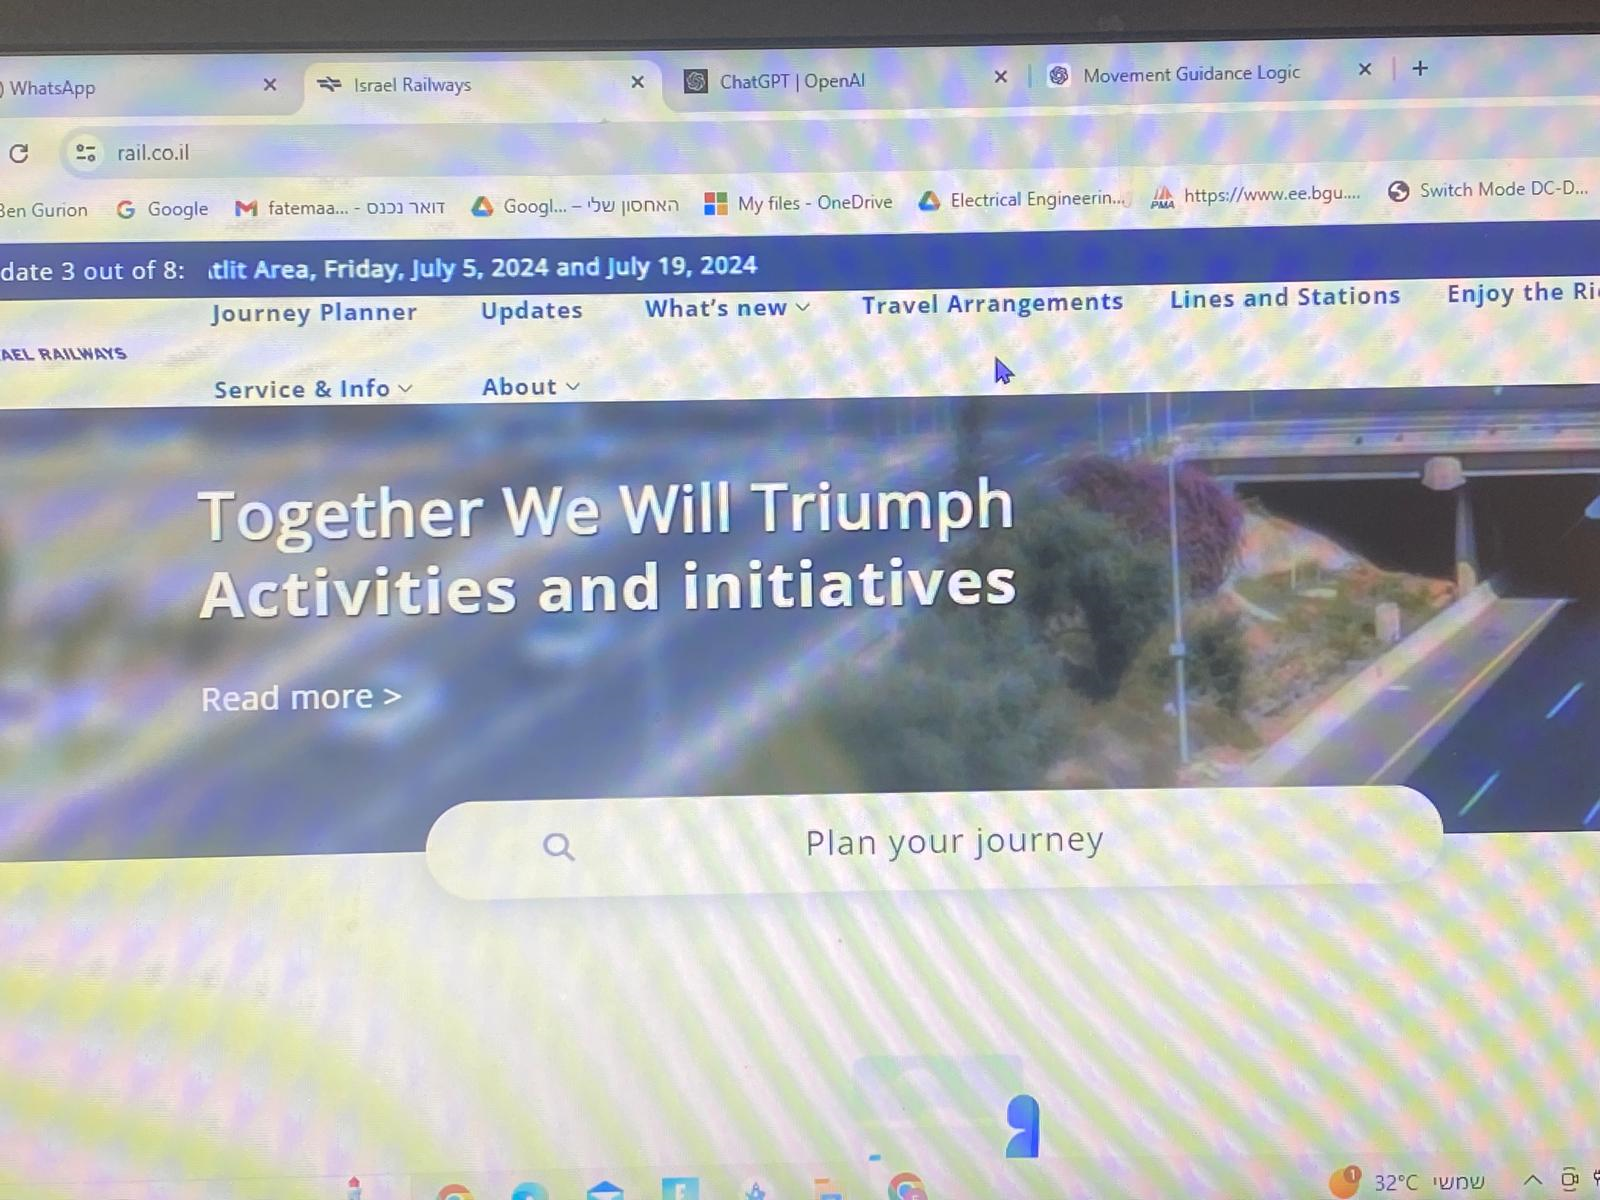 WhatsApp
Israel Railways
ChatGPT | OpenAI
Movement Guidance Logic
rail.co.il
Ben Gurion
Google
fatemaa... - דואר נכנס
Googl... – האחסון שלי
My files - OneDrive
Electrical Engineerin...
https://www.ee.bgu....
Switch Mode DC-D...
date 3 out of 8: tlit Area, Friday, July 5, 2024 and July 19, 2024
Journey Planner
Updates
What's new
Travel Arrangements
Lines and Stations
Enjoy the Ri
AEL RAILWAYS
Service & Info
About
Together We Will Triumph
Activities and initiatives
Read more >
Plan your journey
1
32°C שמשי